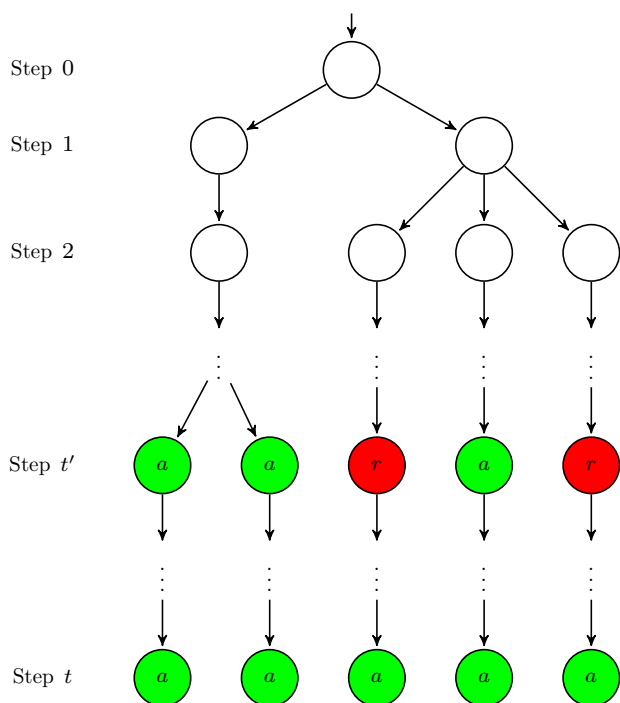 Step 0
Step 1
Step 2
⋮ ⋮ ⋮ ⋮
Step t′ a a r a r
⋮ ⋮ ⋮ ⋮ ⋮
Step t a a a a a